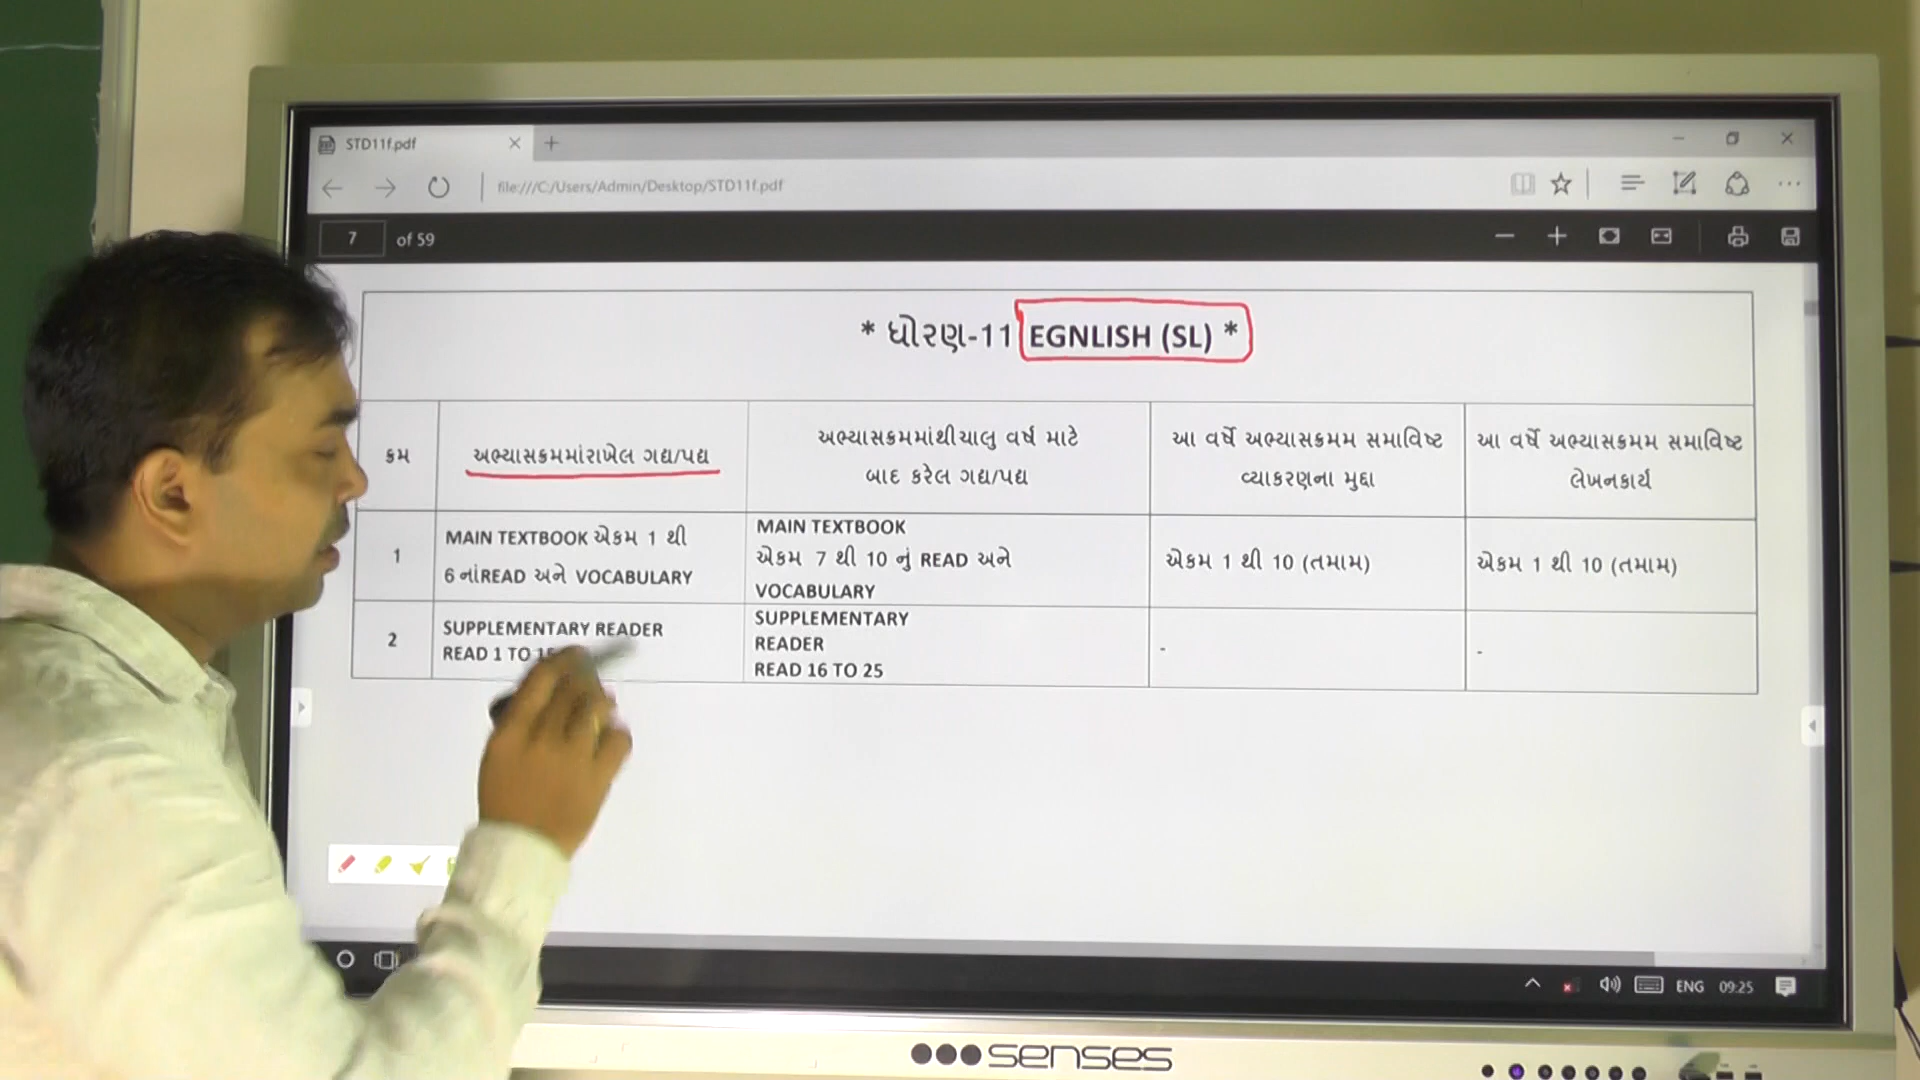 STD11f.pdf
file:///C:/Users/Admin/Desktop/STD11f.pdf
7 of 59
* ધોરણ-11 EGNLISH (SL) *
ક્રમ
અભ્યાસક્રમમાંરાખેલ ગદ્ય/પદ્ય
અભ્યાસક્રમમાંથીચાલુ વર્ષ માટે
બાદ કરેલ ગદ્ય/પદ્ય
આ વર્ષે અભ્યાસક્રમમ સમાવિષ્ટ
વ્યાકરણના મુદ્દા
આ વર્ષે અભ્યાસક્રમમ સમાવિષ્ટ
લેખનકાર્ય
1
MAIN TEXTBOOK એકમ 1 થી
6 નાંREAD અને VOCABULARY
MAIN TEXTBOOK
એકમ 7 થી 10 નું READ અને
VOCABULARY
એકમ 1 થી 10 (તમામ)
એકમ 1 થી 10 (તમામ)
2
SUPPLEMENTARY READER
READ 1 TO
SUPPLEMENTARY
READER
READ 16 TO 25
-
-
ENG 09:25
senses